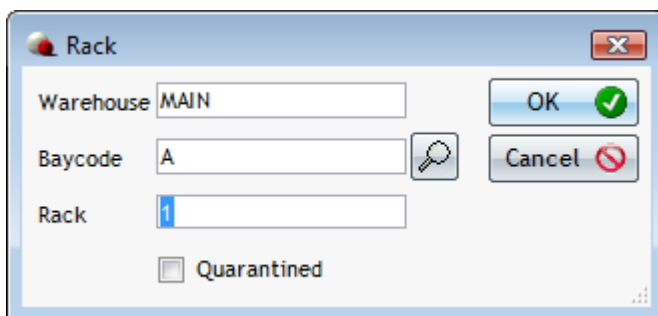 Rack
Warehouse MAIN
OK
Baycode A
Cancel
Rack 1
Quarantined